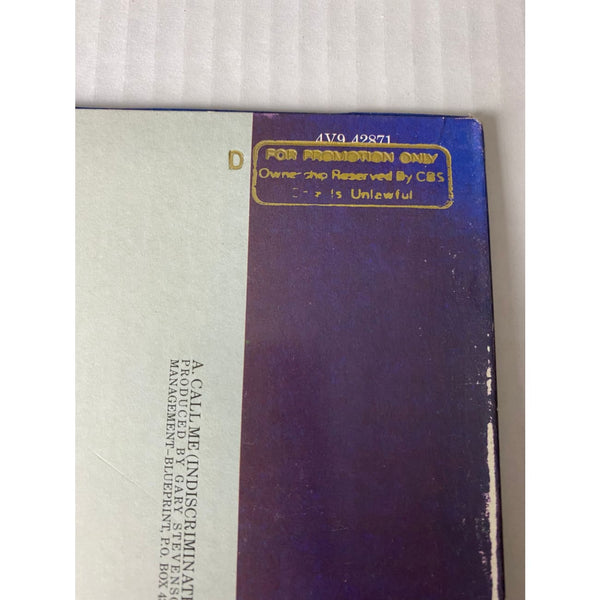 4V9 42871
D
FOR PROMOTION ONLY
Ownership Reserved By CBS
Is Unlawful
A. CALL ME (INDISCRIMINATE
PRODUCED BY GARY STEVENSO
MANAGEMENT-BLUEPRINT, P.O. BOX 4